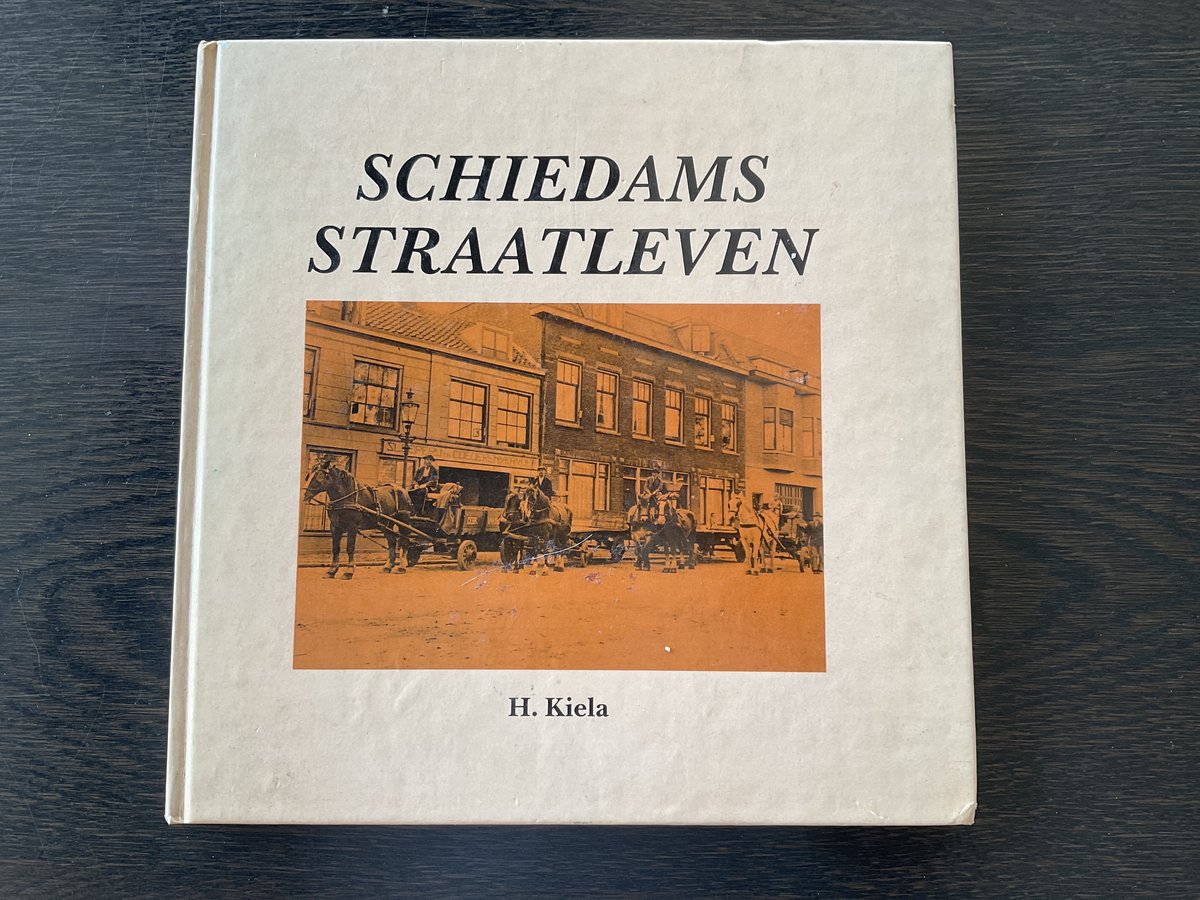 SCHIEDAMS
STRAATLEVEN
H. Kiela